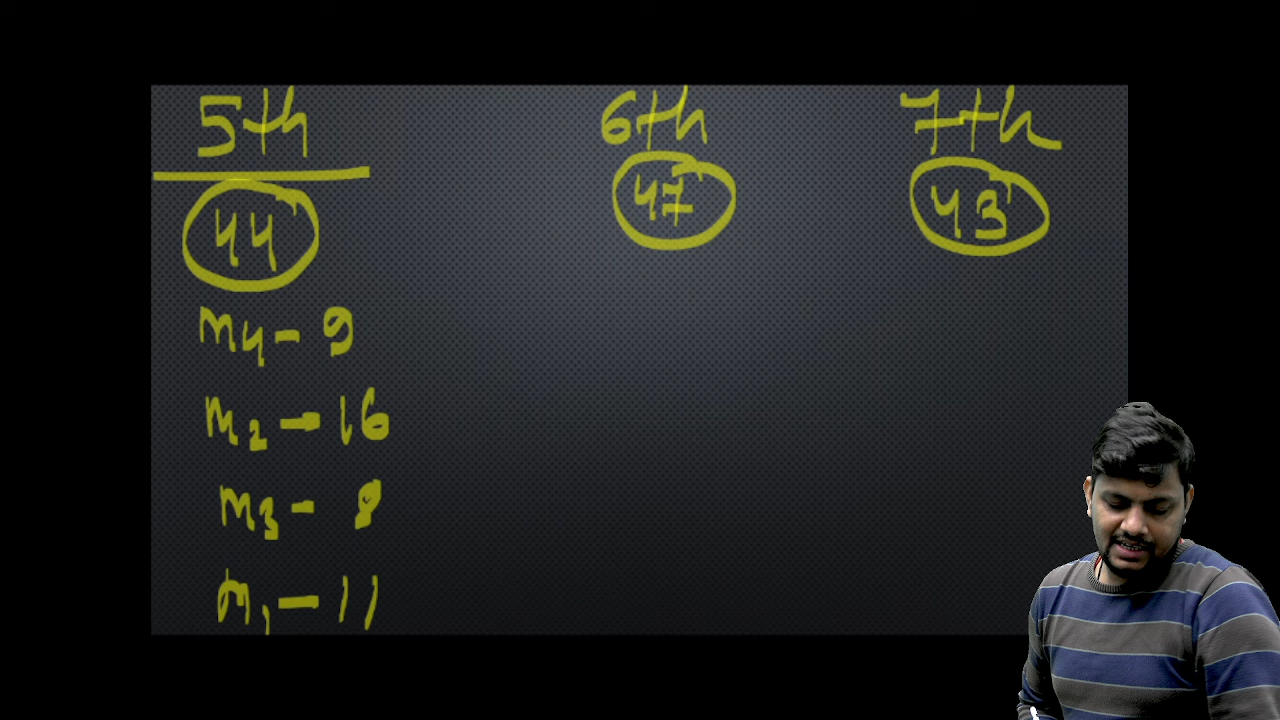 5th 6th 7th
44 47 43
M4 - 9
M2 - 16
M3 - 8
M1 - 11